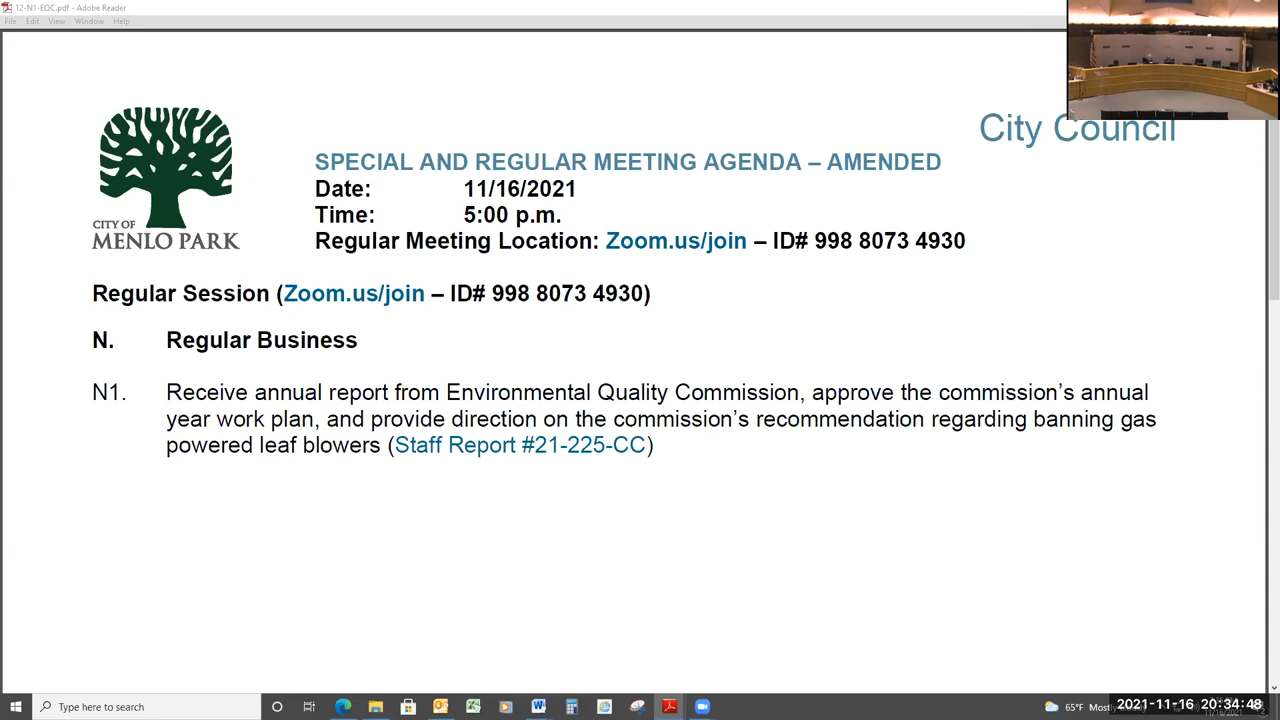 12-N1-EQC.pdf - Adobe Reader
File Edit View Window Help
City Council
SPECIAL AND REGULAR MEETING AGENDA – AMENDED
Date: 11/16/2021
Time: 5:00 p.m.
Regular Meeting Location: Zoom.us/join – ID# 998 8073 4930
CITY OF
MENLO PARK
Regular Session (Zoom.us/join – ID# 998 8073 4930)
N. Regular Business
N1. Receive annual report from Environmental Quality Commission, approve the commission's annual
year work plan, and provide direction on the commission's recommendation regarding banning gas
powered leaf blowers (Staff Report #21-225-CC)
Type here to search
65°F
2021-11-16 20:34:48